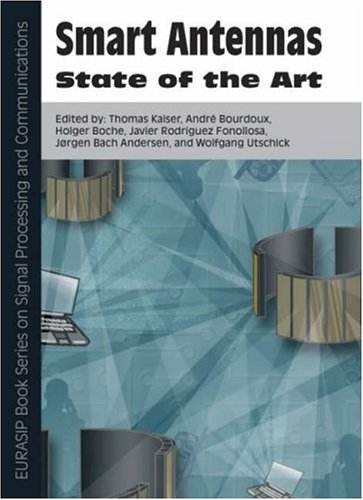 Smart Antennas
State of the Art
Edited by: Thomas Kaiser, André Bourdoux,
Holger Boche, Javier Rodríguez Fonollosa,
Jørgen Bach Andersen, and Wolfgang Utschick
EURASIP Book Series on Signal Processing and Communications